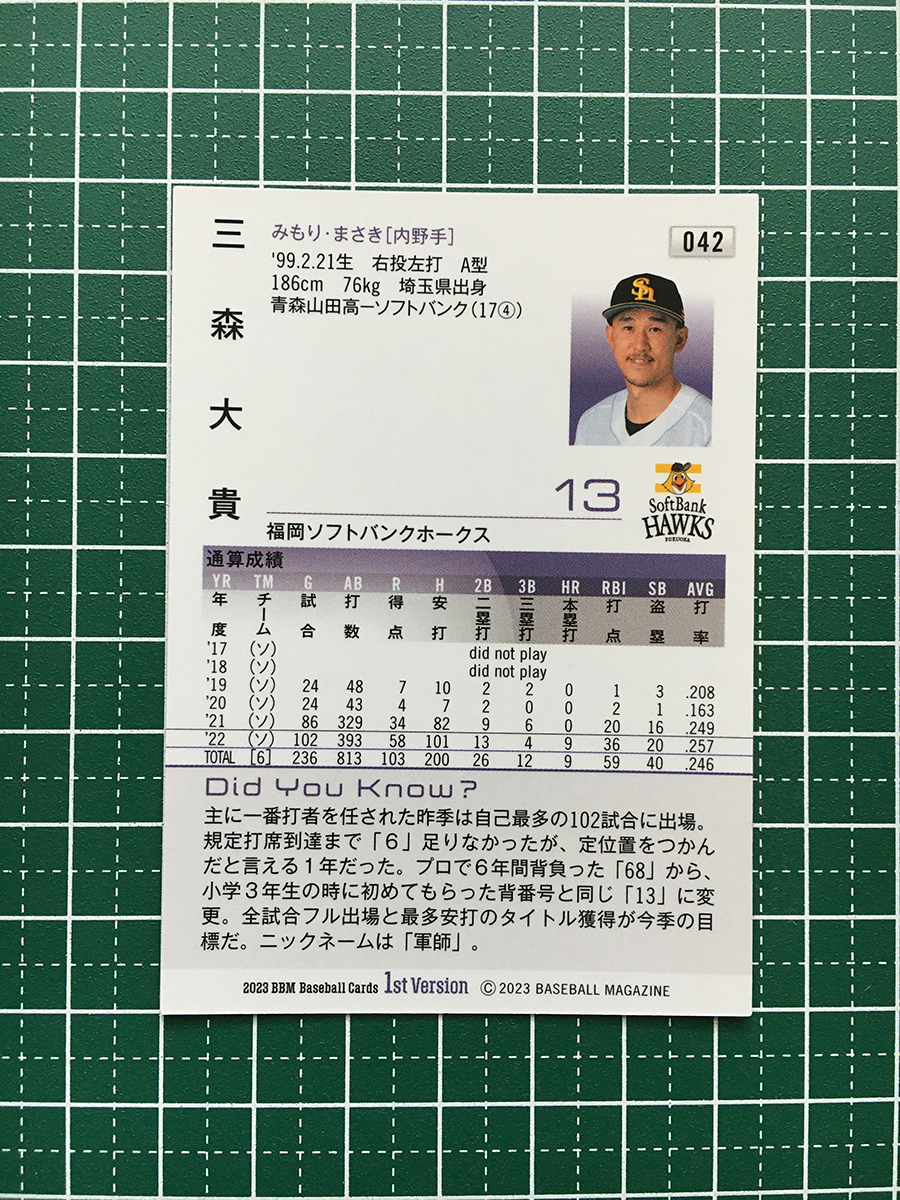 三森大貴
みもり・まさき[内野手]
'99.2.21生 右投左打 A型
186cm 76kg 埼玉県出身
青森山田高―ソフトバンク(17④)
042
13
SoftBank
HAWKS
FUKUOKA
福岡ソフトバンクホークス
通算成績
YR TM G AB R H 2B 3B HR RBI SB AVG
年度 チーム 試合 打数 得点 安打 二塁打 三塁打 本塁打 打点 盗塁 打率
'17 (ソ) did not play
'18 (ソ) did not play
'19 (ソ) 24 48 7 10 2 2 0 1 3 .208
'20 (ソ) 24 43 4 7 2 0 0 2 1 .163
'21 (ソ) 86 329 34 82 9 6 0 20 16 .249
'22 (ソ) 102 393 58 101 13 4 9 36 20 .257
TOTAL [6] 236 813 103 200 26 12 9 59 40 .246
Did You Know?
主に一番打者を任された昨季は自己最多の102試合に出場。
規定打席到達まで「6」足りなかったが、定位置をつかん
だと言える1年だった。プロで6年間背負った「68」から、
小学3年生の時に初めてもらった背番号と同じ「13」に変
更。全試合フル出場と最多安打のタイトル獲得が今季の目
標だ。ニックネームは「軍師」。
2023 BBM Baseball Cards 1st Version © 2023 BASEBALL MAGAZINE